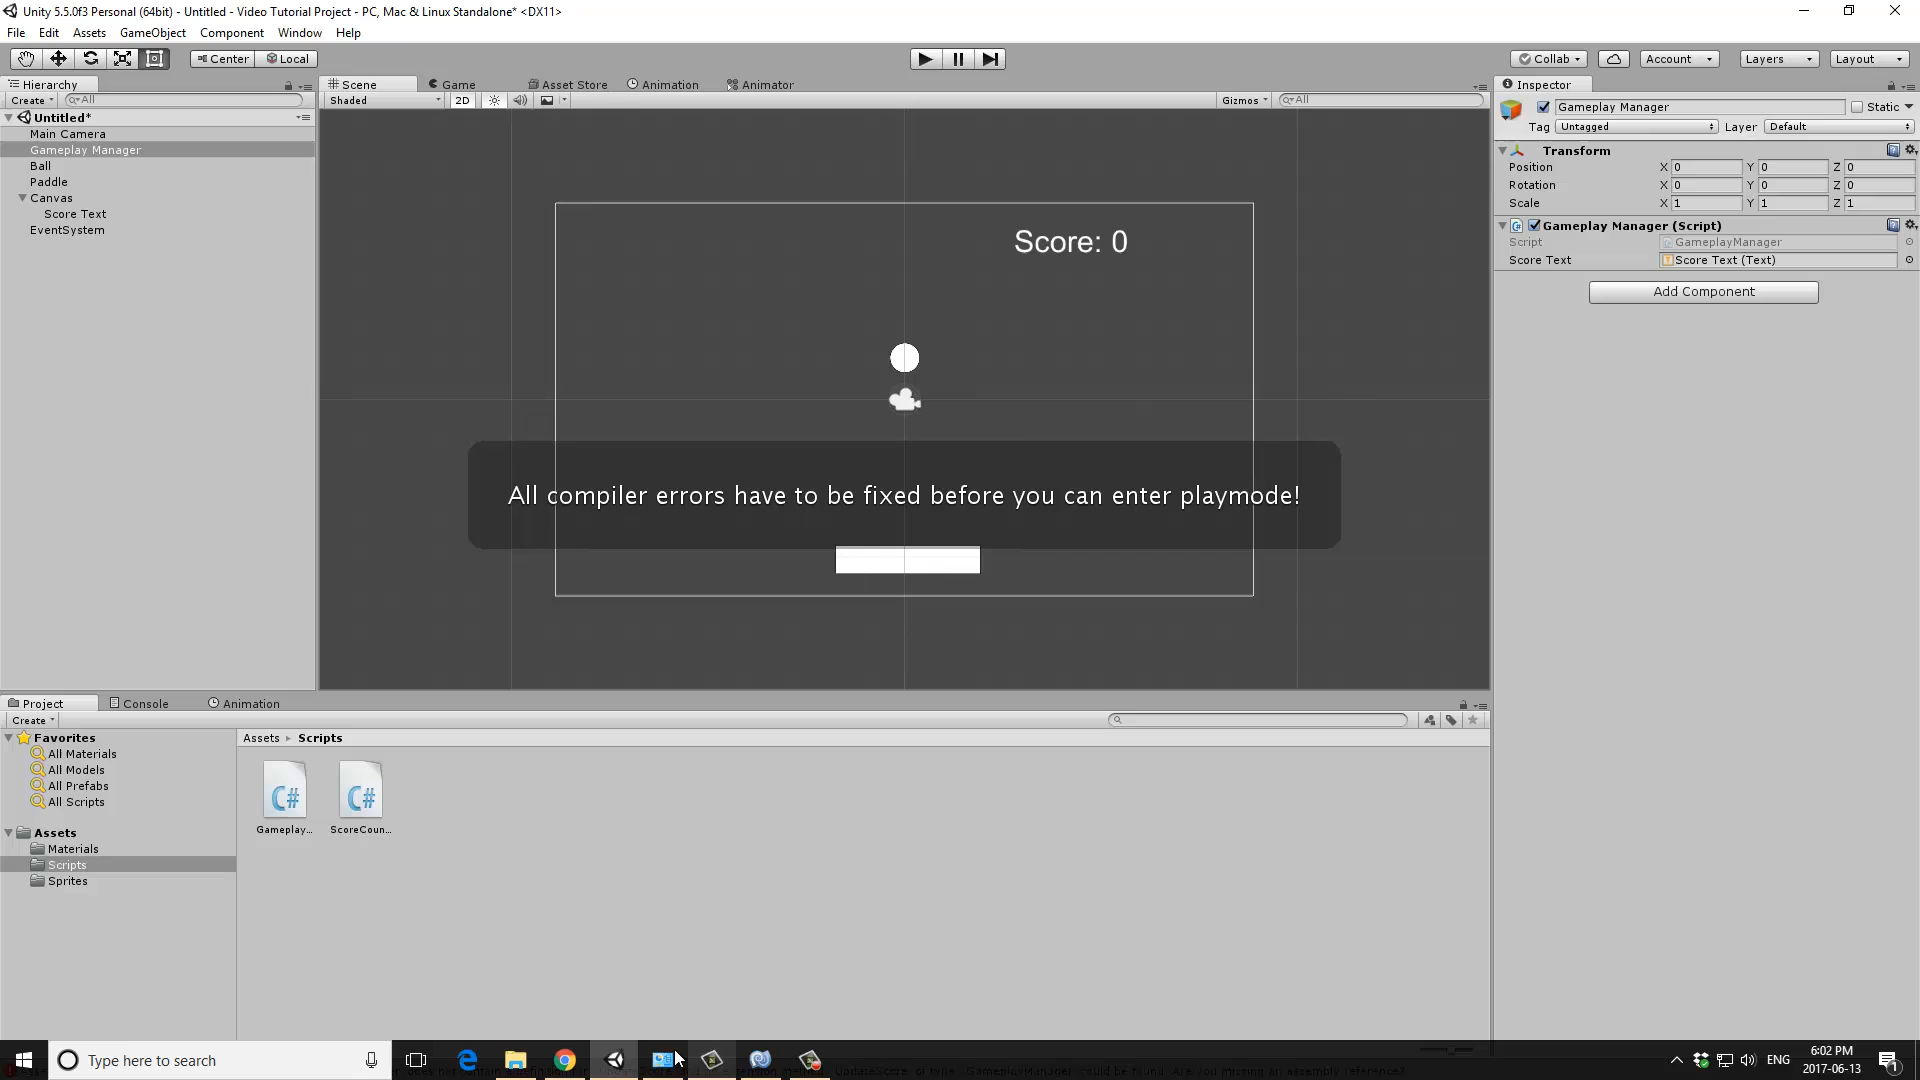 Unity 5.5.0f3 Personal (64bit) - Untitled - Video Tutorial Project - PC, Mac & Linux Standalone* <DX11>
File Edit Assets GameObject Component Window Help
Center Local Collab Account Layers Layout
Hierarchy
Scene Game Asset Store Animation Animator
Inspector
Create All
Shaded 2D Gizmos All
Untitled*
Main Camera
Gameplay Manager
Ball
Paddle
Canvas
Score Text
EventSystem
Score: 0
All compiler errors have to be fixed before you can enter playmode!
Gameplay Manager Static
Tag Untagged Layer Default
Transform
Position X 0 Y 0 Z 0
Rotation X 0 Y 0 Z 0
Scale X 1 Y 1 Z 1
Gameplay Manager (Script)
Script GameplayManager
Score Text Score Text (Text)
Add Component
Project Console Animation
Create
Favorites
All Materials
All Models
All Prefabs
All Scripts
Assets
Materials
Scripts
Sprites
Assets Scripts
C# C#
Gameplay... ScoreCoun...
Type here to search
ENG
6:02 PM
2017-06-13
1